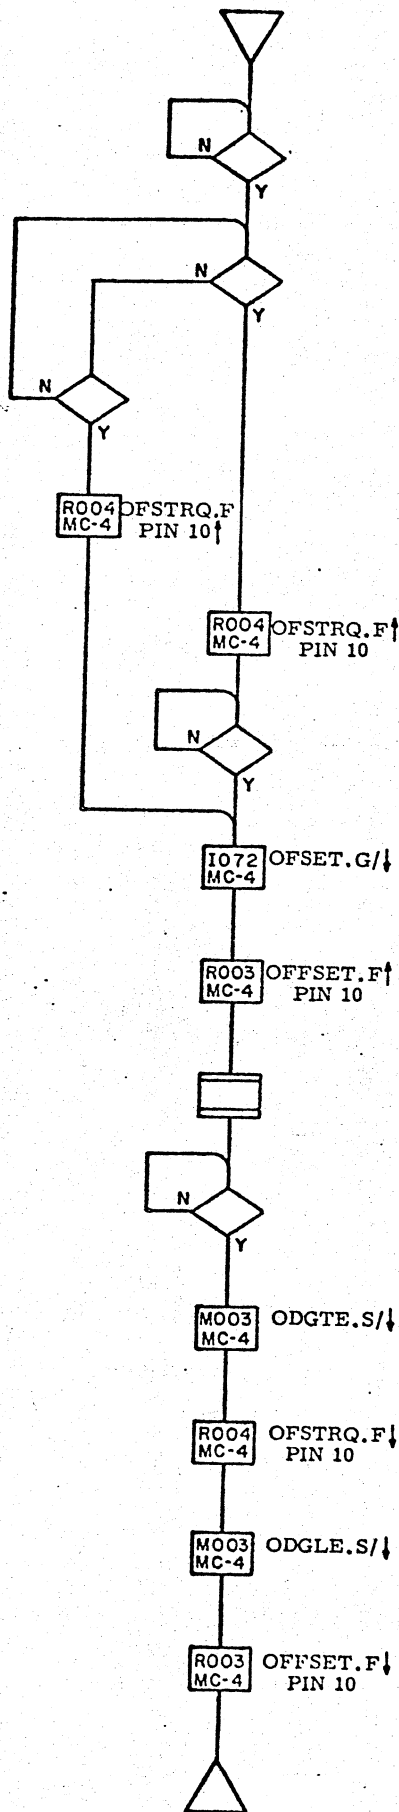 N
Y
N
Y
N
Y
R004
MC-4
OFSTRQ.F
PIN 10↑
R004
MC-4
OFSTRQ.F↑
PIN 10
N
Y
I072
MC-4
OFSET.G/↓
R003
MC-4
OFFSET.F↑
PIN 10
N
Y
M003
MC-4
ODGTE.S/↓
R004
MC-4
OFSTRQ.F↓
PIN 10
M003
MC-4
ODGLE.S/↓
R003
MC-4
OFFSET.F↓
PIN 10